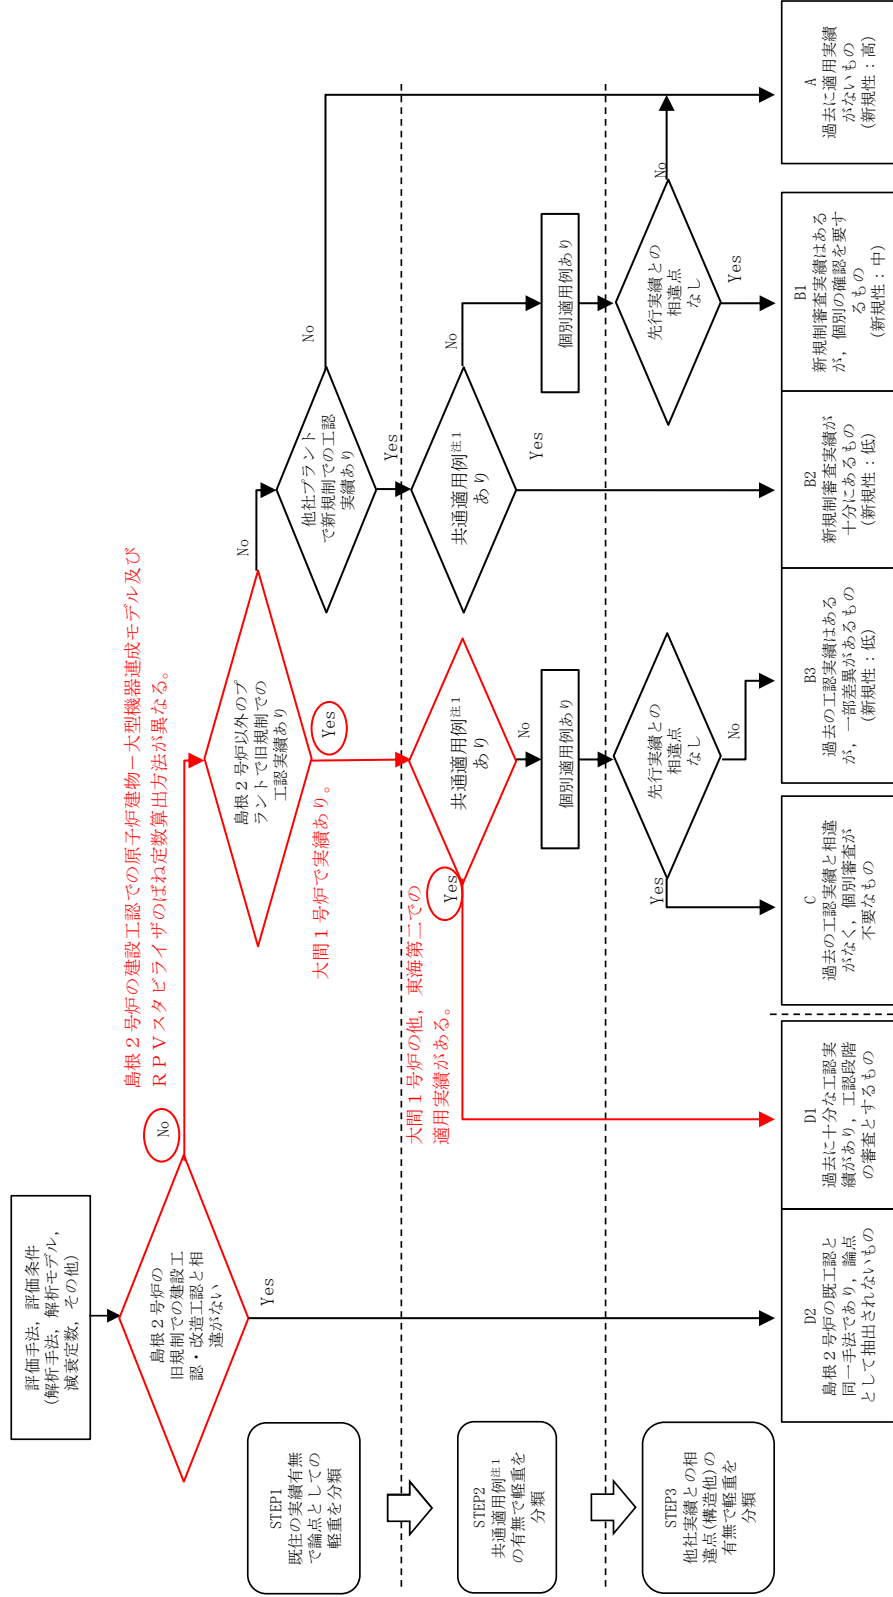 評価手法，評価条件
(解析手法，解析モデル，
減衰定数，その他)
島根２号炉の
旧規制での建設工
認・改造工認と相
違がない
No
Yes
島根２号炉の建設工認での原子炉建物－大型機器連成モデル及び
ＲＰＶスタビライザのばね定数算出方法が異なる。
島根２号炉以外のプ
ラントで旧規制での
工認実績あり
Yes
No
大間１号炉で実績あり。
他社プラント
で新規制での工認
実績あり
No
Yes
STEP1
既往の実績有無
で論点としての
軽重を分類
大間１号炉の他，東海第二での
適用実績がある。
共通適用例注１
あり
Yes
No
個別適用例あり
共通適用例注１
あり
No
Yes
個別適用例あり
STEP2
共通適用例注１
の有無で軽重を
分類
先行実績との
相違点
なし
Yes
No
先行実績との
相違点
なし
No
Yes
STEP3
他社実績との相
違点(構造他)の
有無で軽重を
分類
D2
島根２号炉の既工認と
同一手法であり，論点
として抽出されないもの
D1
過去に十分な工認実
績があり，工認段階
の審査とするもの
C
過去の工認実績と相違
がなく，個別審査が
不要なもの
B3
過去の工認実績はある
が，一部差異があるもの
(新規性：低)
B2
新規制審査実績が
十分にあるもの
(新規性：低)
B1
新規制審査実績はある
が，個別の確認を要す
るもの
(新規性：中)
A
過去に適用実績
がないもの
(新規性：高)